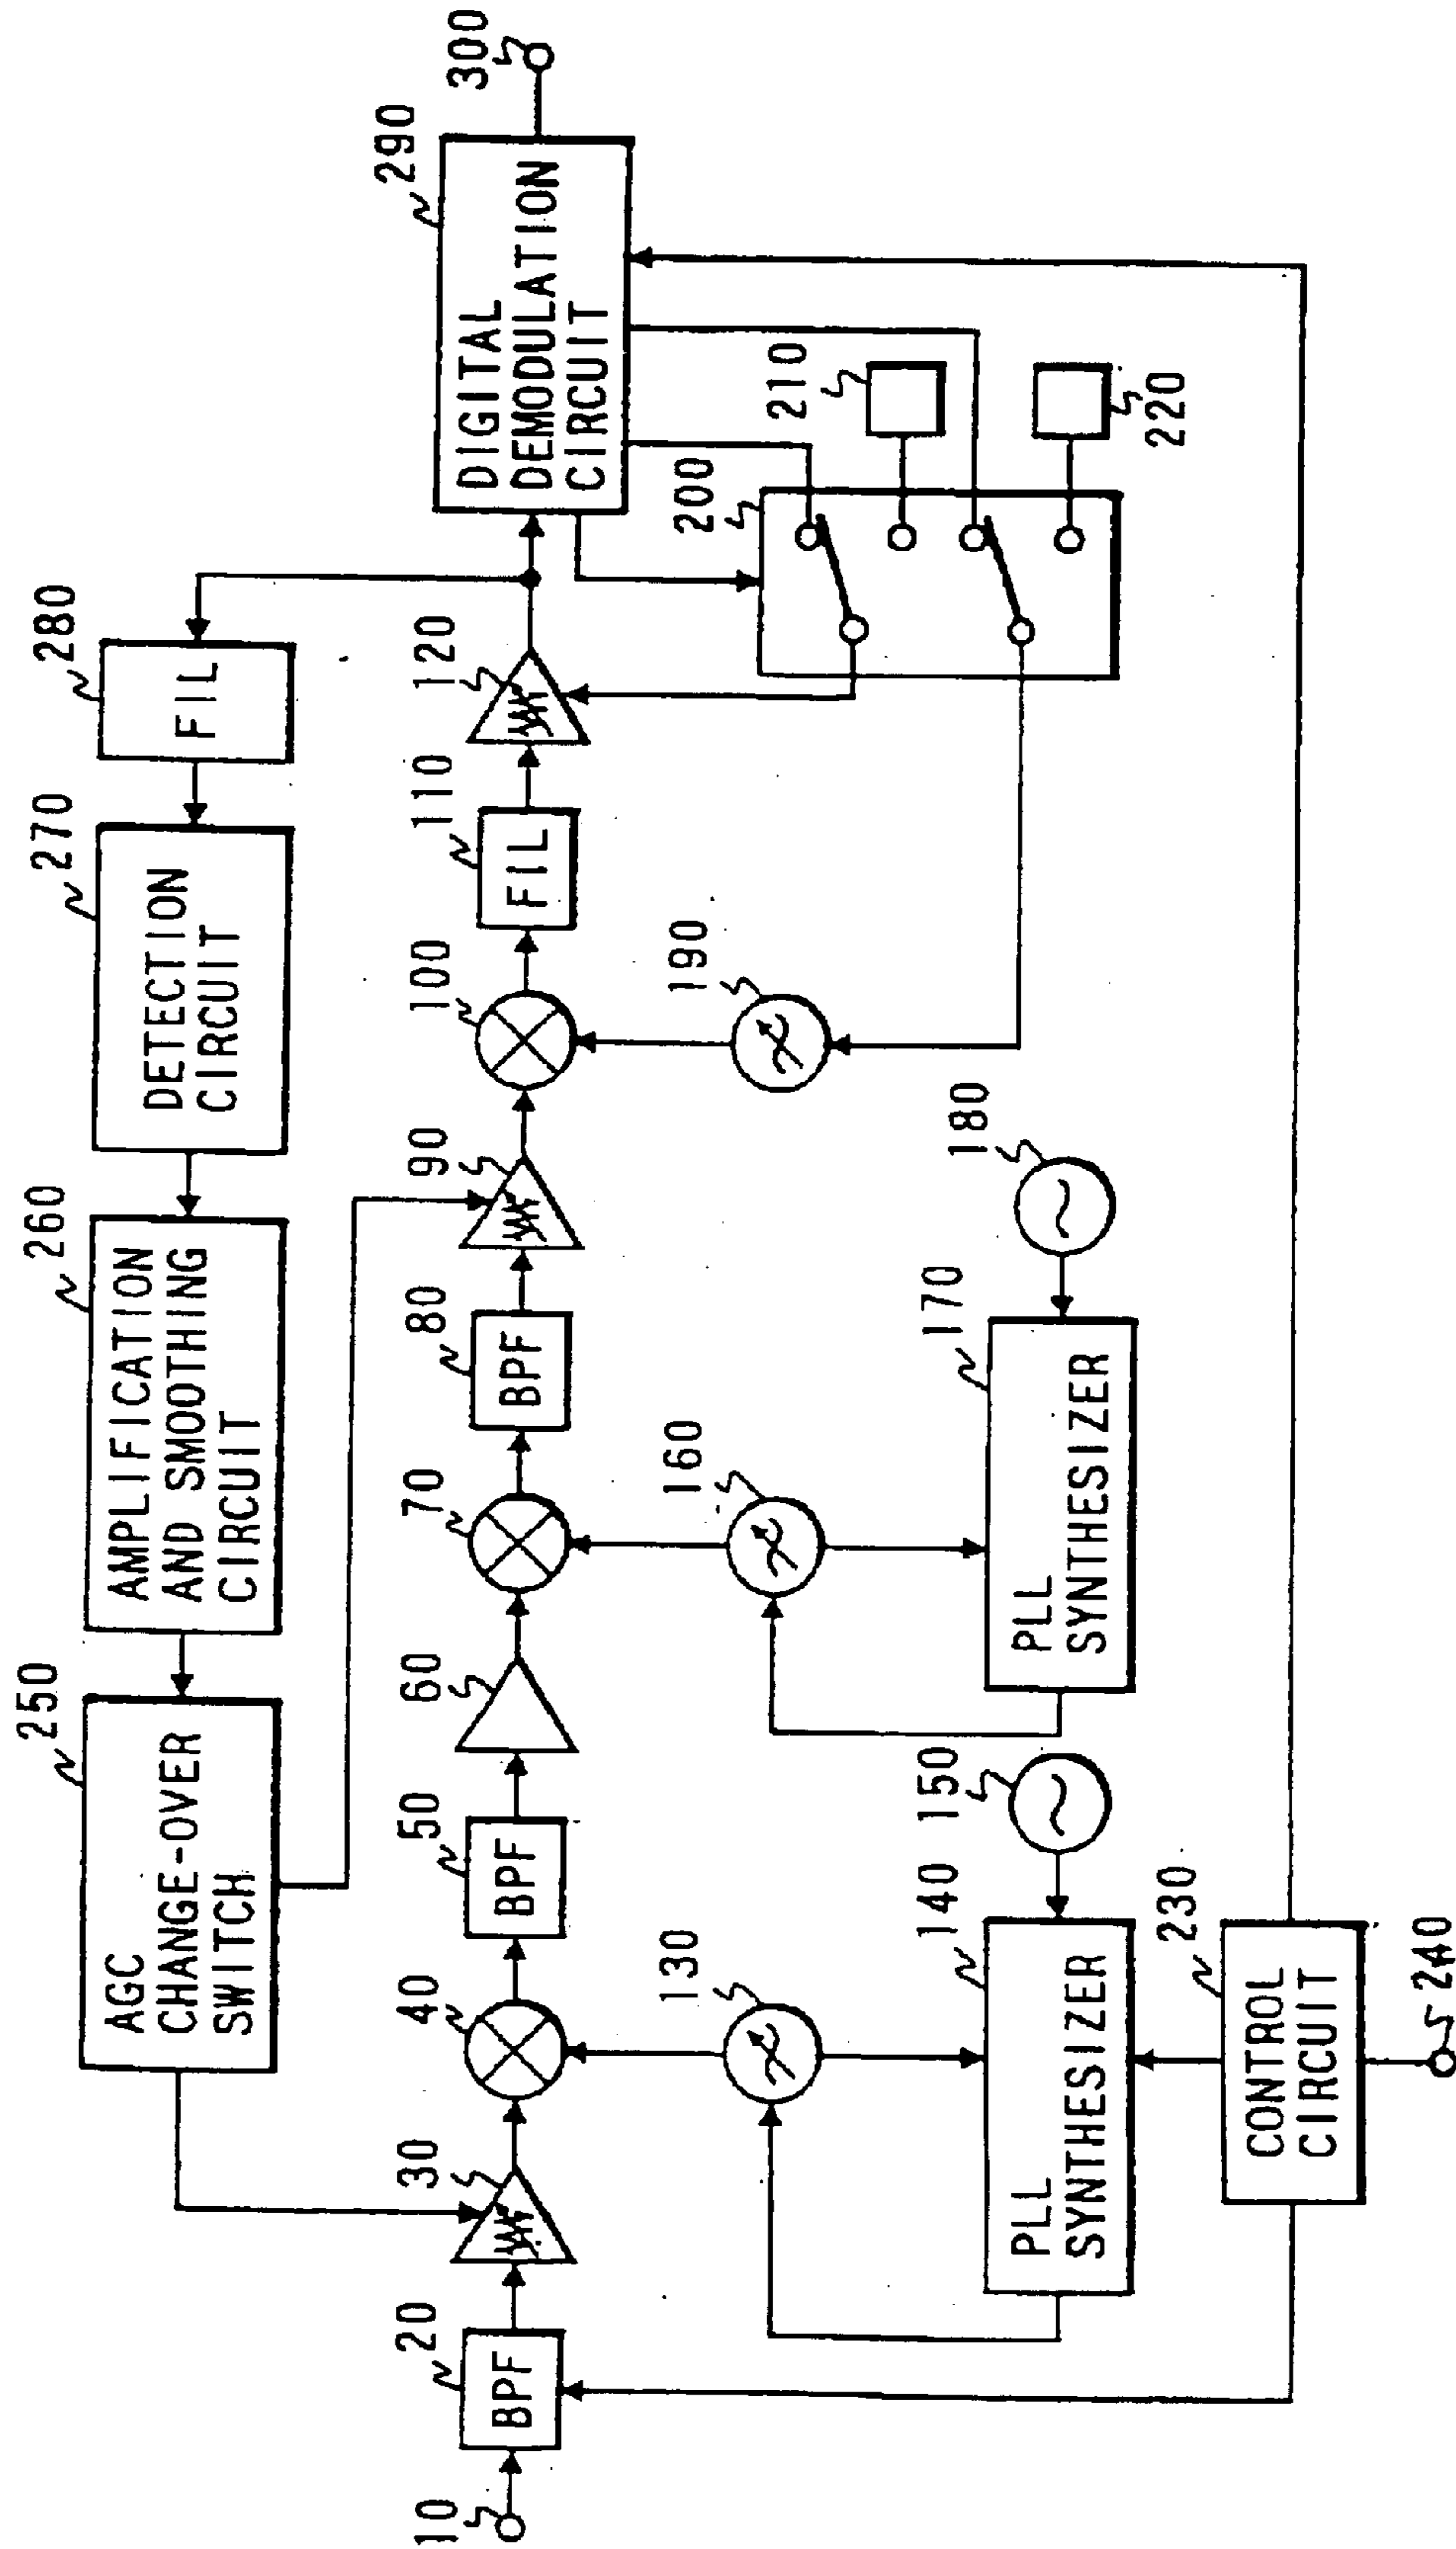 250
AGC
CHANGE-OVER
SWITCH
260
AMPLIFICATION
AND SMOOTHING
CIRCUIT
270
DETECTION
CIRCUIT
280
FIL
10
20
BPF
30
40
50
BPF
60
70
80
BPF
90
100
110
FIL
120
290
DIGITAL
DEMODULATION
CIRCUIT
300
130
160
190
200
210
220
140
PLL
SYNTHESIZER
150
170
PLL
SYNTHESIZER
180
230
CONTROL
CIRCUIT
240